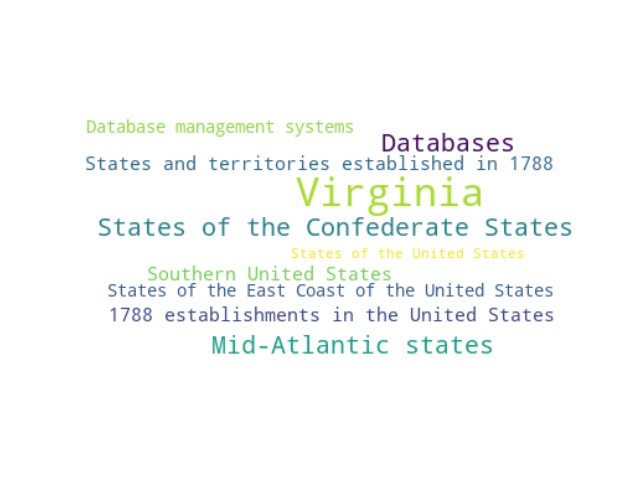 Database management systems
Databases
States and territories established in 1788
Virginia
States of the Confederate States
States of the United States
Southern United States
States of the East Coast of the United States
1788 establishments in the United States
Mid-Atlantic states